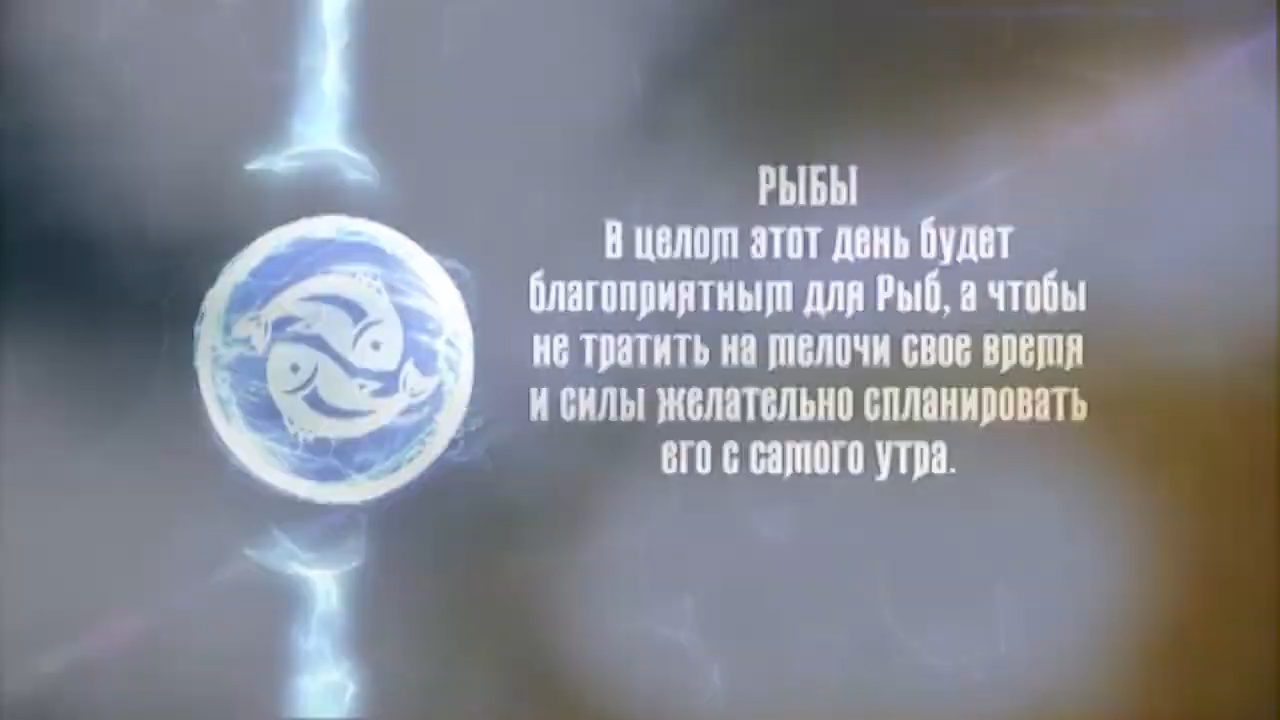 РЫБЫ
В целом этот день будет
благоприятным для Рыб, а чтобы
не тратить на мелочи свое время
и силы желательно спланировать
его с самого утра.